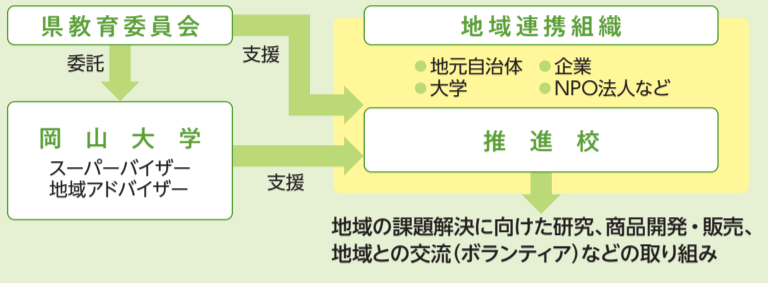 県教育委員会
委託
支援
岡山大学
スーパーバイザー
地域アドバイザー
支援
地域連携組織
●地元自治体 ●企業
●大学 ●NPO法人など
推進校
地域の課題解決に向けた研究、商品開発・販売、
地域との交流（ボランティア）などの取り組み